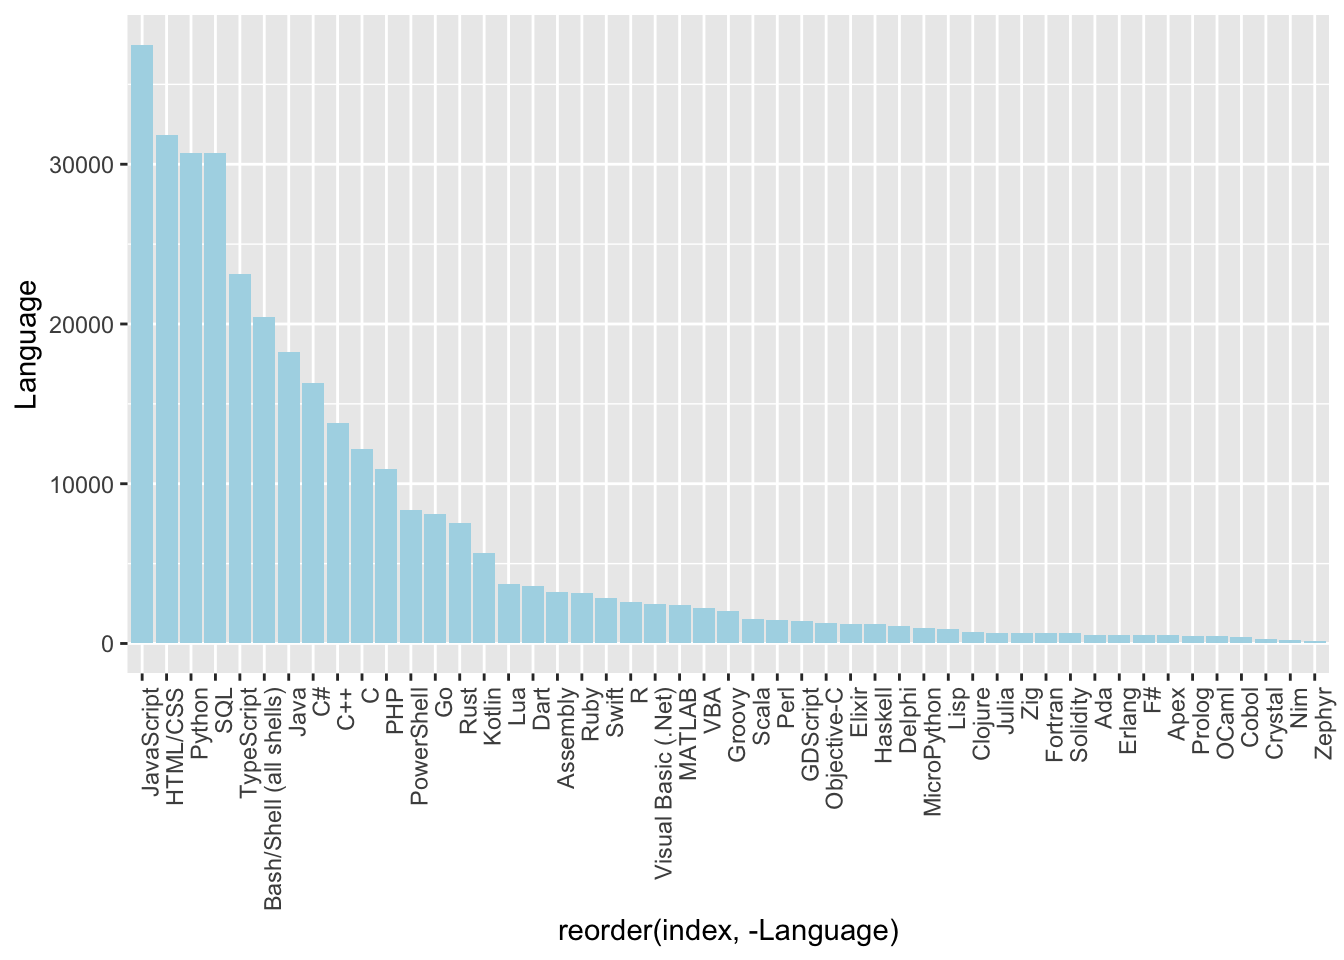 Language
30000
20000
10000
0
JavaScript
HTML/CSS
Python
SQL
TypeScript
Bash/Shell (all shells)
Java
C#
C++
C
PHP
PowerShell
Go
Rust
Kotlin
Lua
Dart
Assembly
Ruby
Swift
R
Visual Basic (.Net)
MATLAB
VBA
Groovy
Scala
Perl
GDScript
Objective-C
Elixir
Haskell
Delphi
MicroPython
Lisp
Clojure
Julia
Zig
Fortran
Solidity
Ada
Erlang
F#
Apex
Prolog
OCaml
Cobol
Crystal
Nim
Zephyr
reorder(index, -Language)